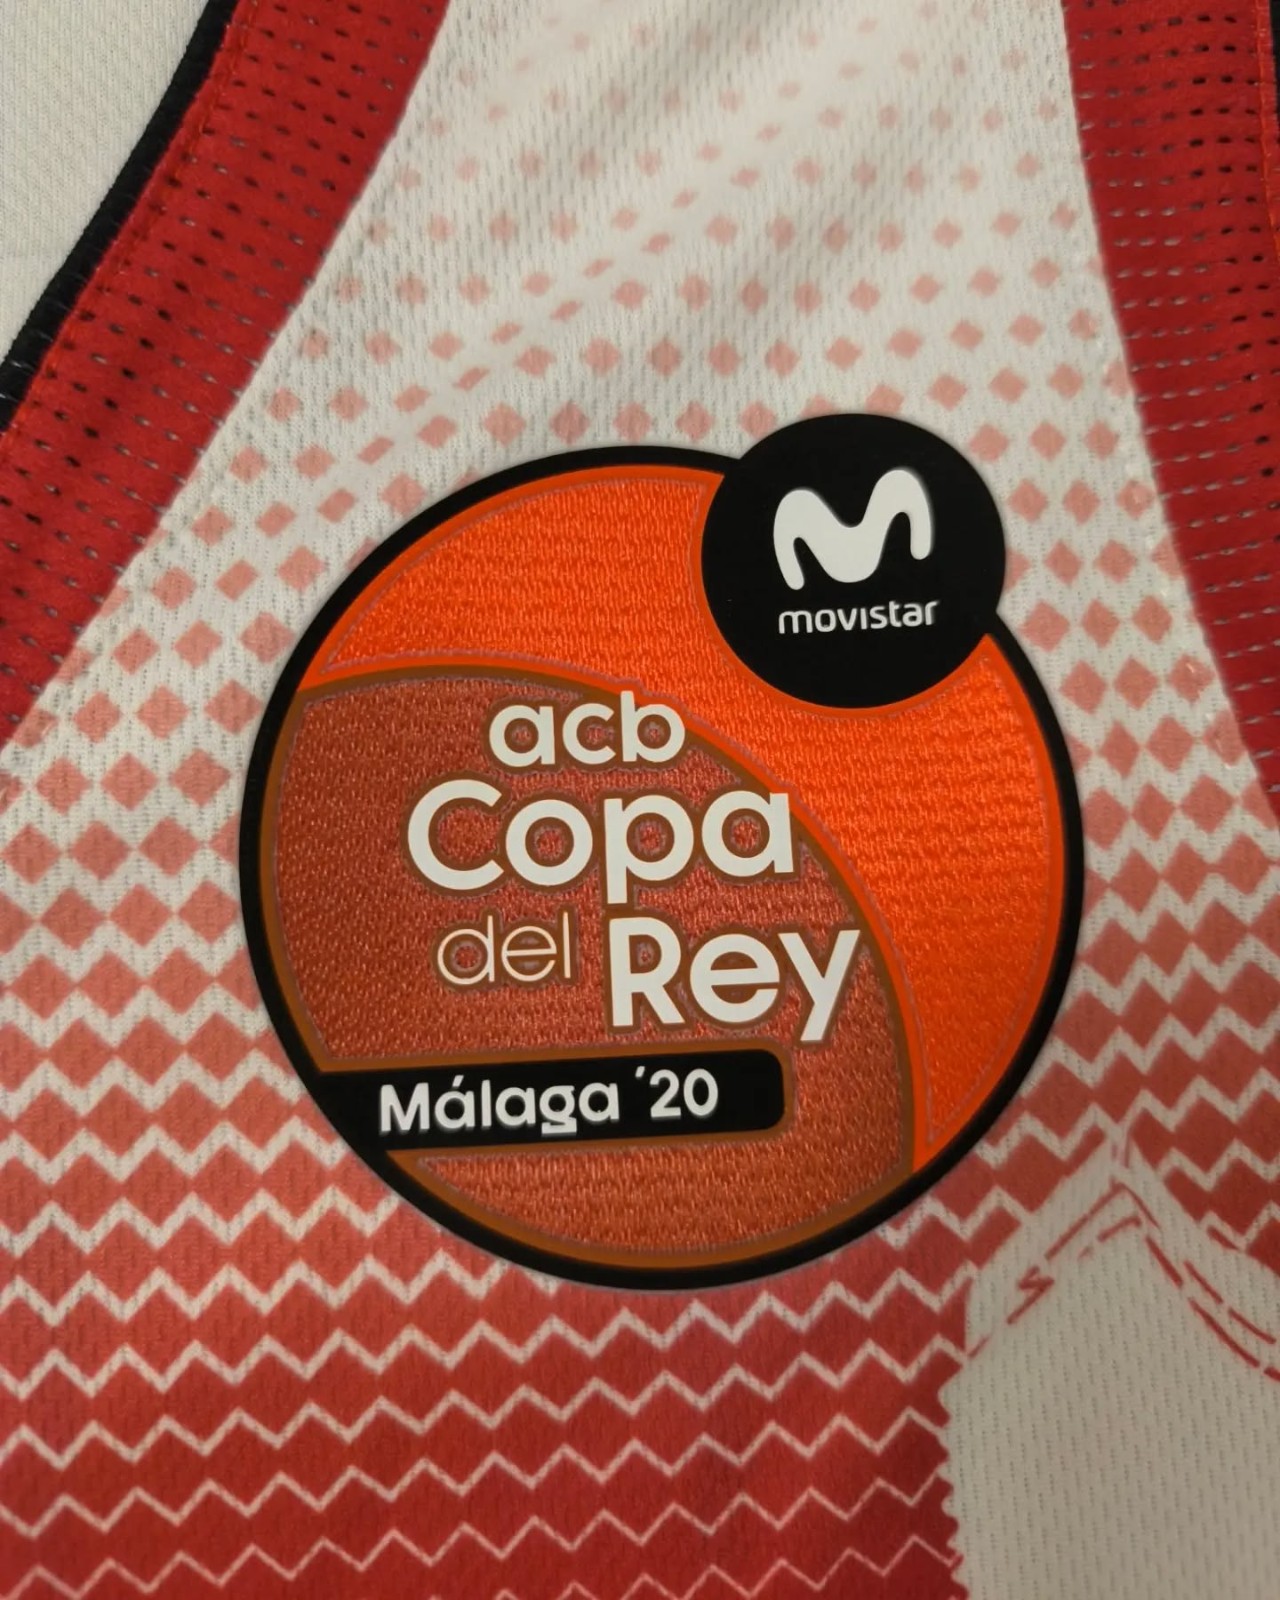 movistar
acb
Copa
del Rey
Málaga '20